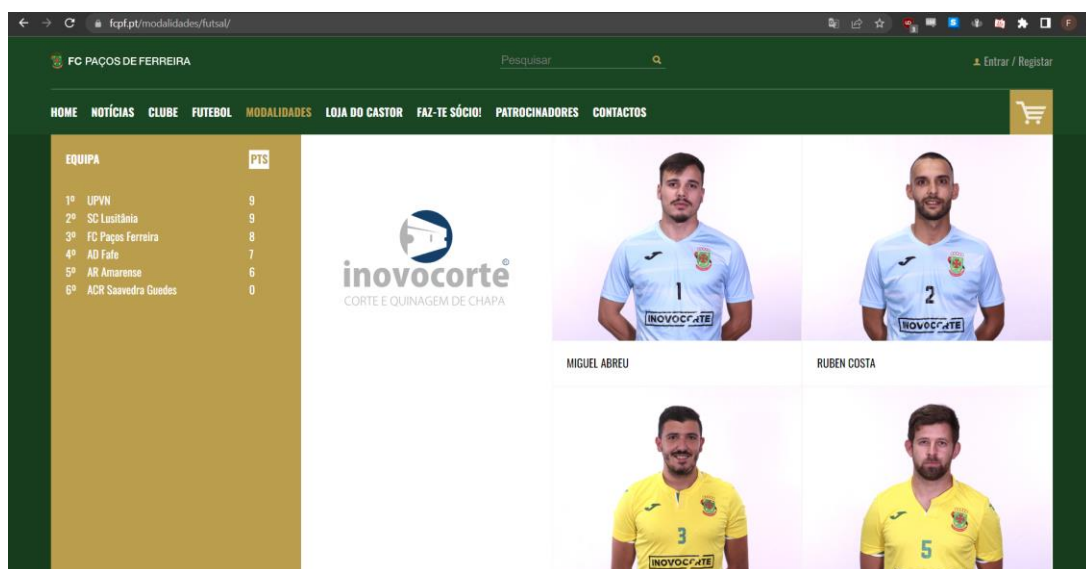 fcpf.pt/modalidades/futsal/
FC PAÇOS DE FERREIRA
Pesquisar
Entrar / Registar
HOME NOTÍCIAS CLUBE FUTEBOL MODALIDADES LOJA DO CASTOR FAZ-TE SÓCIO! PATROCINADORES CONTACTOS
EQUIPA PTS
1º UPVN 9
2º SC Lusitânia 9
3º FC Paços Ferreira 8
4º AD Fafe 7
5º AR Amarense 6
6º ACR Saavedra Guedes 0
inovocorte®
CORTE E QUINAGEM DE CHAPA
1
INOVOCORTE
2
INOVOCORTE
MIGUEL ABREU
RUBEN COSTA
3
INOVOCORTE
5